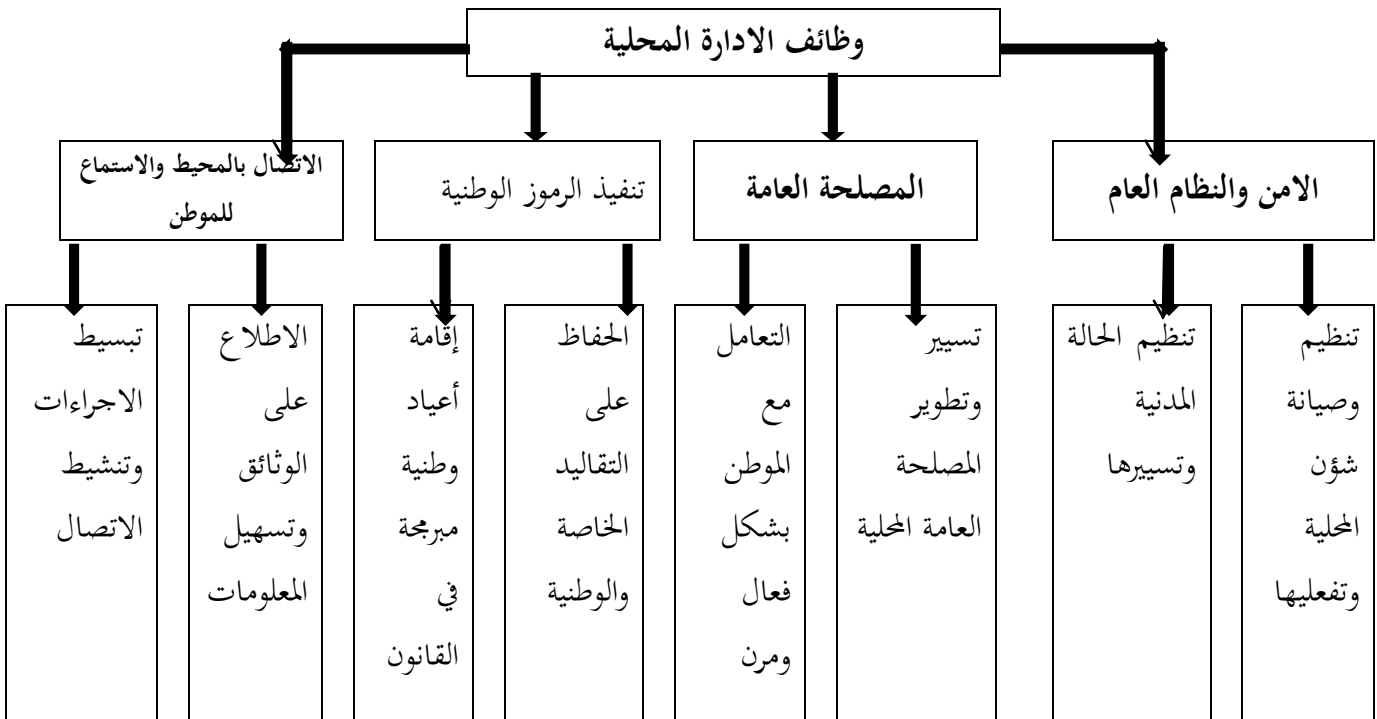 وظائف الادارة المحلية
الامن والنظام العام
المصلحة العامة
تنفيذ الرموز الوطنية
الاتصال بالمحيط والاستماع
للموطن
تنظيم
وصيانة
شؤن
المحلية
وتفعليها
تنظيم الحالة
المدنية
وتسييرها
تسيير
وتطوير
المصلحة
العامة المحلية
التعامل
مع
الموطن
بشكل
فعال
ومرن
الحفاظ
على
التقاليد
الخاصة
والوطنية
إقامة
أعياد
وطنية
مبرمجة
في
القانون
الاطلاع
على
الوثائق
وتسهيل
المعلومات
تبسيط
الاجراءات
وتنشيط
الاتصال